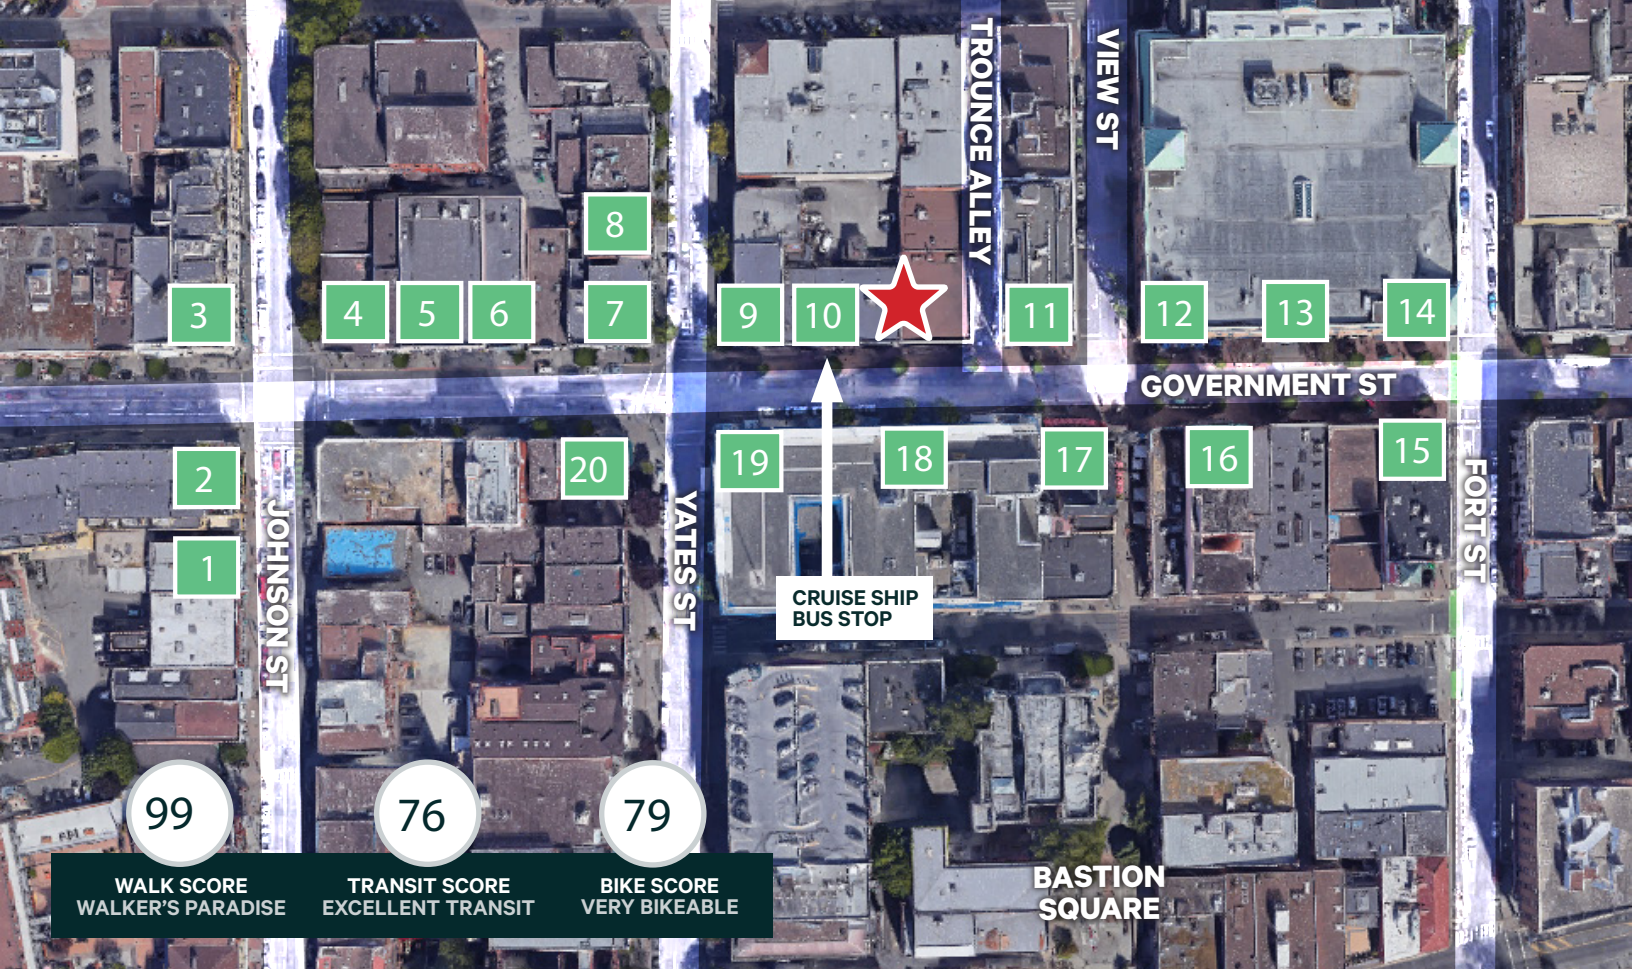 TROUNCE ALLEY
VIEW ST
8
3
4
5
6
7
9
10
11
12
13
14
GOVERNMENT ST
2
1
20
19
18
17
16
15
JOHNSON ST
YATES ST
FORT ST
CRUISE SHIP
BUS STOP
99
76
79
WALK SCORE
WALKER'S PARADISE
TRANSIT SCORE
EXCELLENT TRANSIT
BIKE SCORE
VERY BIKEABLE
BASTION
SQUARE